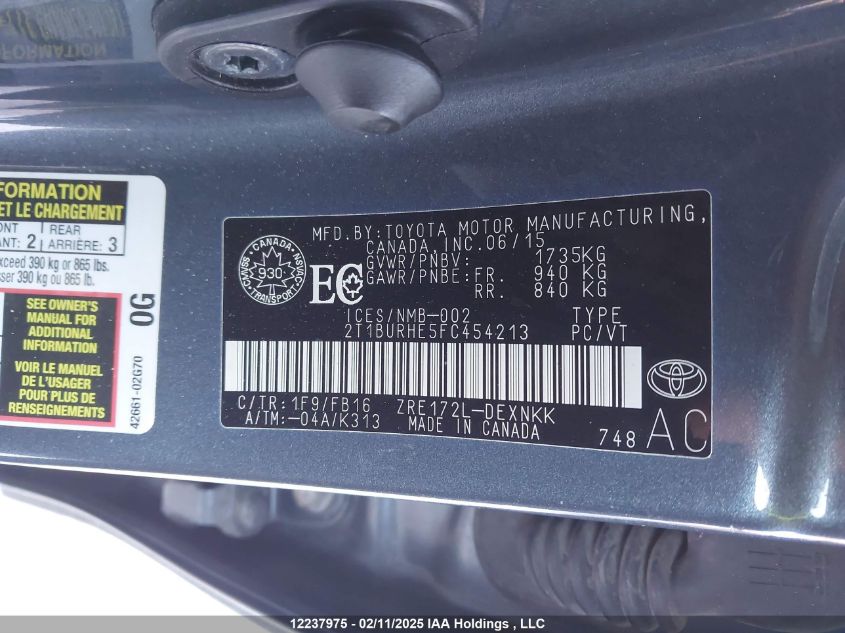 FORMATION
ET LE CHARGEMENT
REAR
ANT: 2 ARRIÈRE: 3
exceed 390 kg or 865 lbs.
sser 390 kg ou 865 lb.
SEE OWNER'S
MANUAL FOR
ADDITIONAL
INFORMATION
VOIR LE MANUEL
DE L'USAGER
POUR PLUS DE
RENSEIGNEMENTS
0G
42661-02G70
MFD.BY:TOYOTA MOTOR MANUFACTURING,
CANADA, INC.06/15
GVWR/PNBV: 1735KG
GAWR/PNBE: FR. 940 KG
RR. 840 KG
CANADA
930
TRANSPORT
EC
ICES/NMB-002 TYPE
2T1BURHE5FC454213 PC/VT
C/TR:1F9/FB16 ZRE172L-DEXNKK
A/TM:-04A/K313 MADE IN CANADA
748 AC
12237975 - 02/11/2025 IAA Holdings , LLC